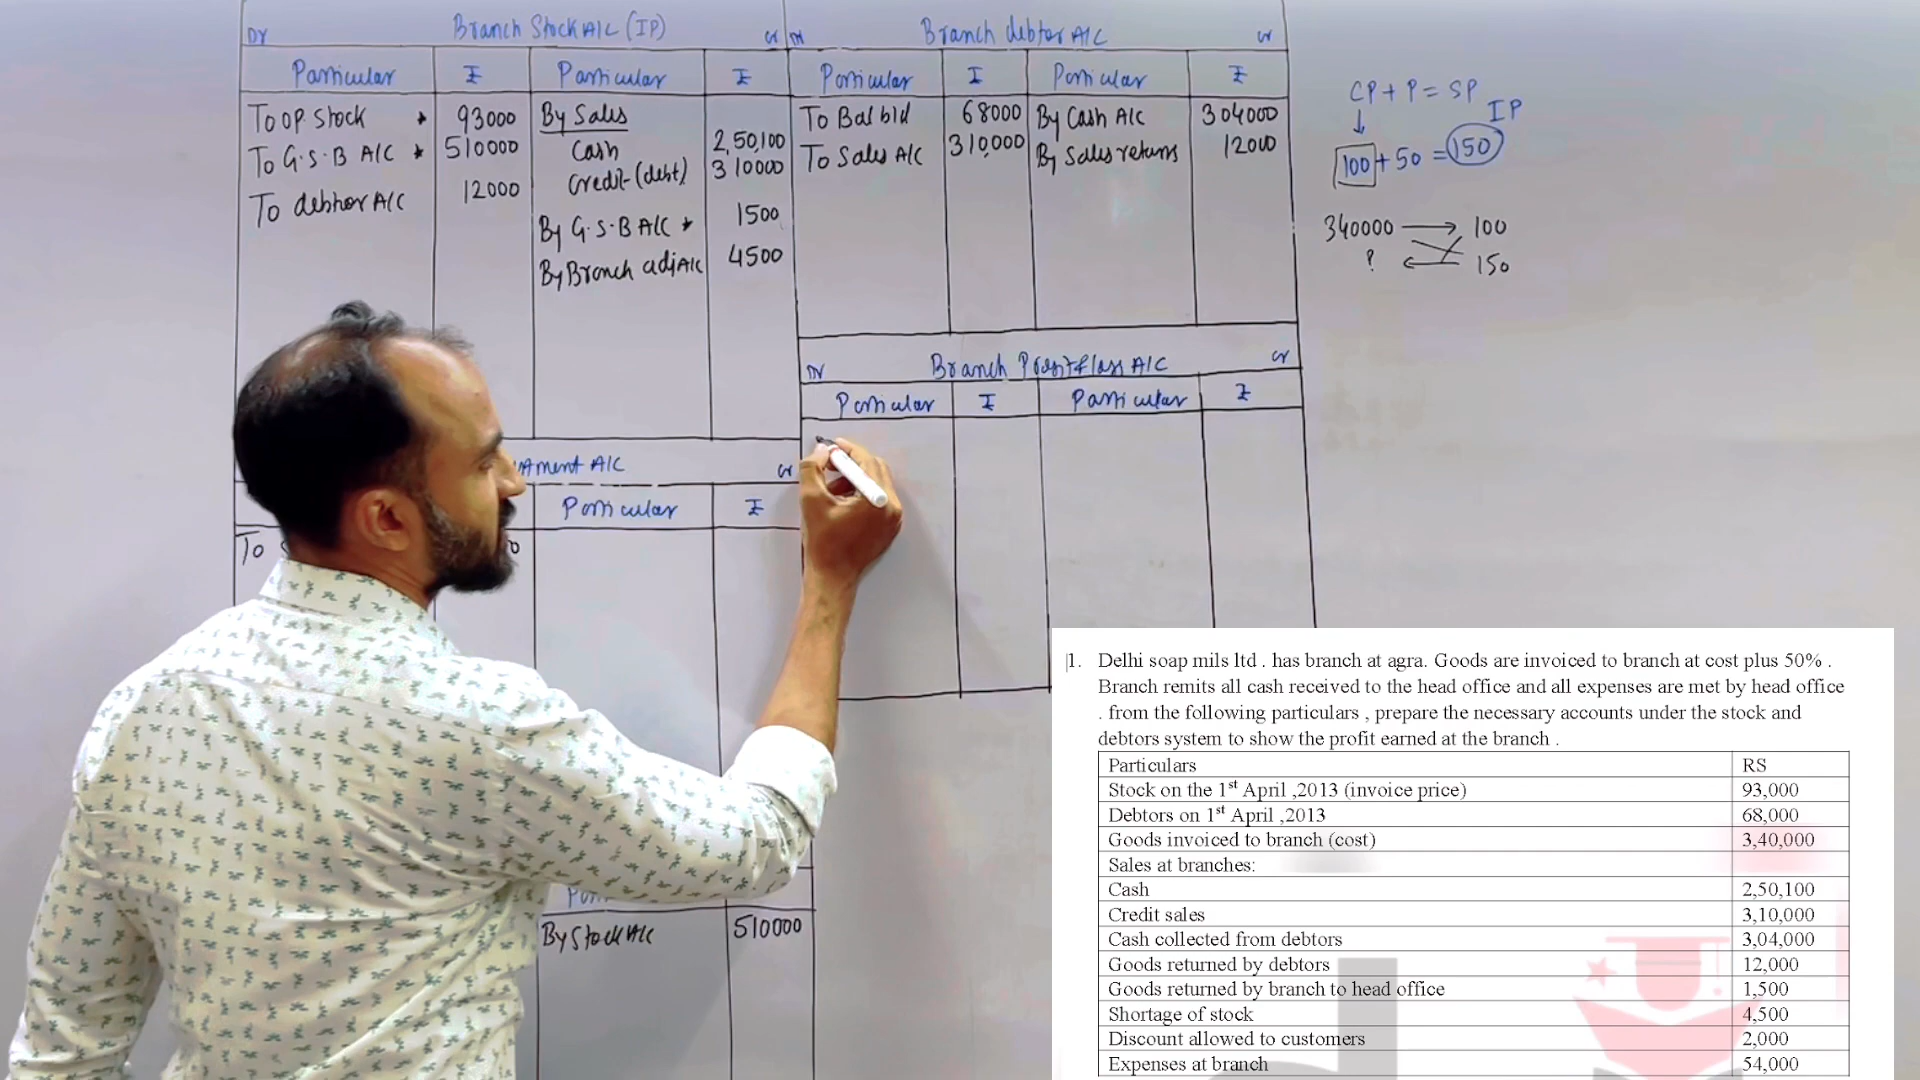 Dr Branch Stock A/C (IP) Cr
Particular ₹ Particular ₹
To OP Stock 93000 By Sales
Cash 2,50,100
To G.S.B A/C 510000
Credit (debt) 310000
To debtor A/C 12000
By G.S.B A/C 1500
By Branch adj A/C 4500
Dr Branch debtor A/C Cr
Particular ₹ Particular ₹
To Bal b/d 68000 By Cash A/C 304000
To Sales A/C 310,000 By Sales return 12000
CP + P = SP
IP
100 + 50 = 150
340000 → 100
? 150
Dr Branch Profit & loss A/C Cr
Particular ₹ Particular ₹
A/C Cr
Particular ₹
To
By Stock A/C 510000
1. Delhi soap mils ltd . has branch at agra. Goods are invoiced to branch at cost plus 50% .
Branch remits all cash received to the head office and all expenses are met by head office
. from the following particulars , prepare the necessary accounts under the stock and
debtors system to show the profit earned at the branch .
Particulars RS
Stock on the 1st April ,2013 (invoice price) 93,000
Debtors on 1st April ,2013 68,000
Goods invoiced to branch (cost) 3,40,000
Sales at branches:
Cash 2,50,100
Credit sales 3,10,000
Cash collected from debtors 3,04,000
Goods returned by debtors 12,000
Goods returned by branch to head office 1,500
Shortage of stock 4,500
Discount allowed to customers 2,000
Expenses at branch 54,000